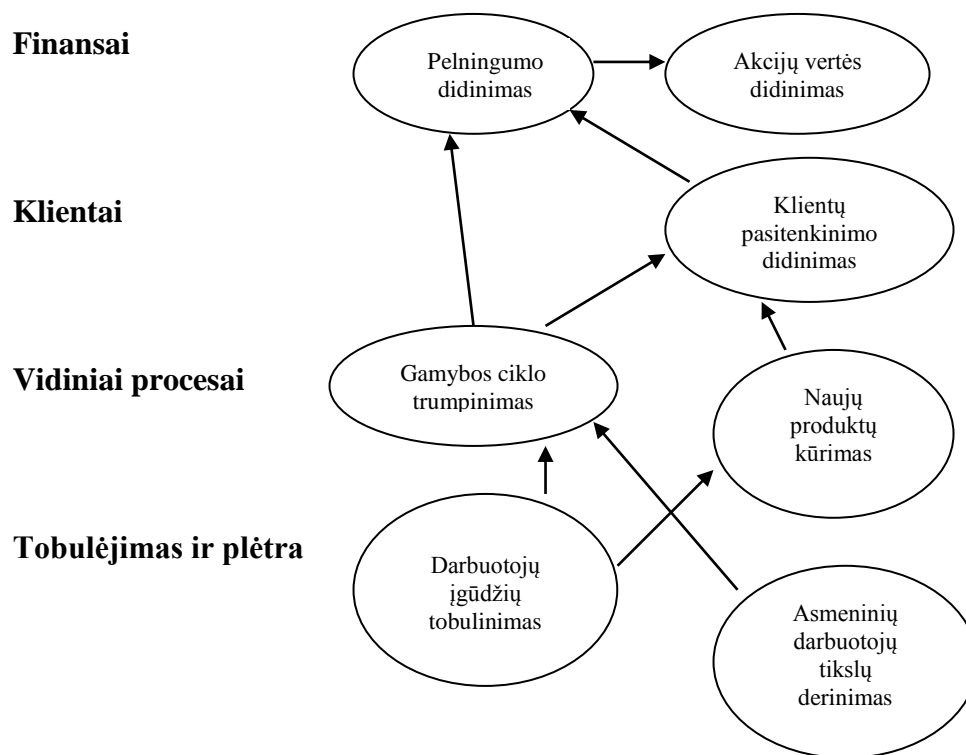 Finansai
Pelningumo
didinimas
Akcijų vertės
didinimas
Klientai
Klientų
pasitenkinimo
didinimas
Vidiniai procesai
Gamybos ciklo
trumpinimas
Naujų
produktų
kūrimas
Tobulėjimas ir plėtra
Darbuotojų
įgūdžių
tobulinimas
Asmeninių
darbuotojų
tikslų
derinimas